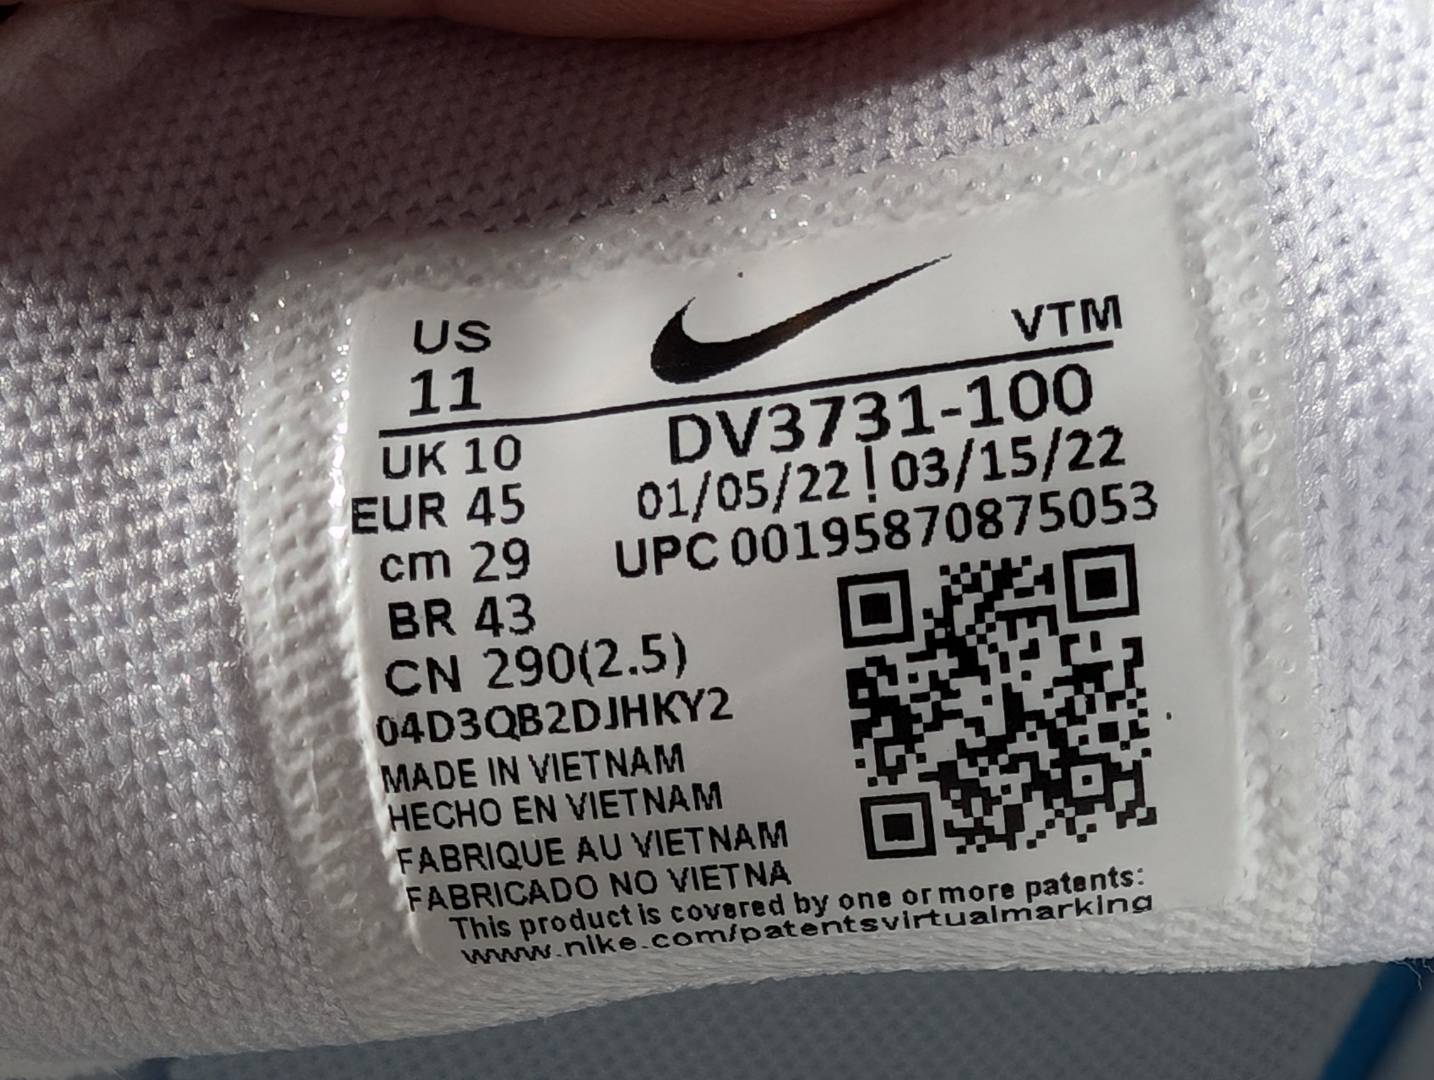 US
11
VTM
UK 10
EUR 45
cm 29
BR 43
CN 290(2.5)
DV3731-100
01/05/22 ! 03/15/22
UPC 00195870875053
04D3QB2DJHKY2
MADE IN VIETNAM
HECHO EN VIETNAM
FABRIQUE AU VIETNAM
FABRICADO NO VIETNA
This product is covered by one or more patents:
www.nike.com/patentsvirtualmarking